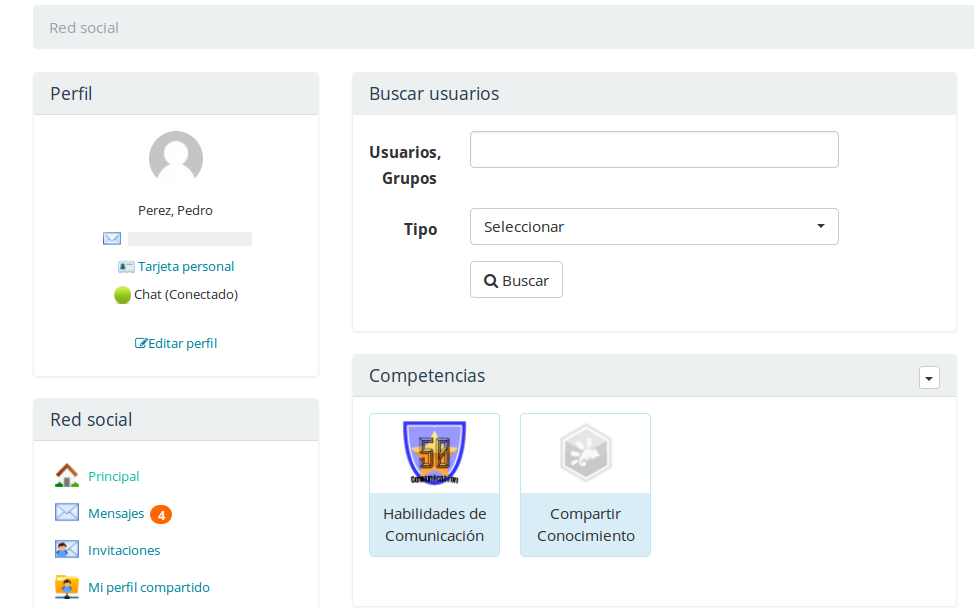 Red social
Perfil
Perez, Pedro
Tarjeta personal
Chat (Conectado)
Editar perfil
Red social
Principal
Mensajes 4
Invitaciones
Mi perfil compartido
Buscar usuarios
Usuarios,
Grupos
Tipo
Seleccionar
Buscar
Competencias
50
Comunicacion
Habilidades de
Comunicación
Compartir
Conocimiento